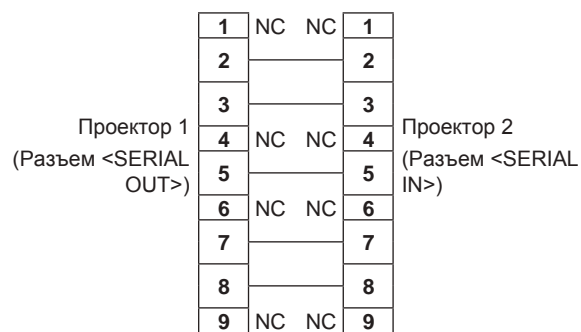 1 NC NC 1
2 2
3 3
Проектор 1
(Разъем <SERIAL
OUT>)
4 NC NC 4
Проектор 2
(Разъем <SERIAL
IN>)
5 5
6 NC NC 6
7 7
8 8
9 NC NC 9